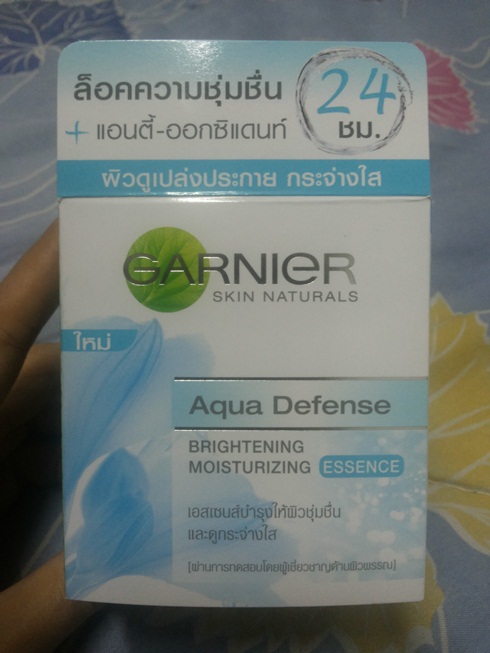 ล็อคความชุ่มชื่น
+ แอนตี้-ออกซิแดนท์
24
ชม.
ผิวดูเปล่งประกาย กระจ่างใส
GARNIER
SKIN NATURALS
ใหม่
Aqua Defense
BRIGHTENING
MOISTURIZING ESSENCE
เอสเซนส์บำรุงให้ผิวชุ่มชื่น
และดูกระจ่างใส
(ผ่านการทดสอบโดยผู้เชี่ยวชาญด้านผิวพรรณ)